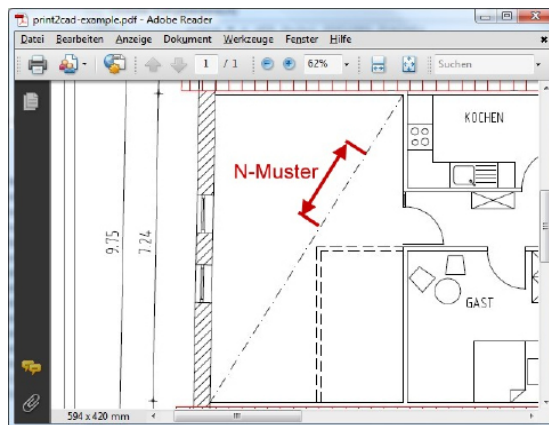 print2cad-example.pdf - Adobe Reader
Datei Bearbeiten Anzeige Dokument Werkzeuge Fenster Hilfe
1 / 1 62% Suchen
KOCHEN
N-Muster
9.75
7.24
GAST
594 x 420 mm